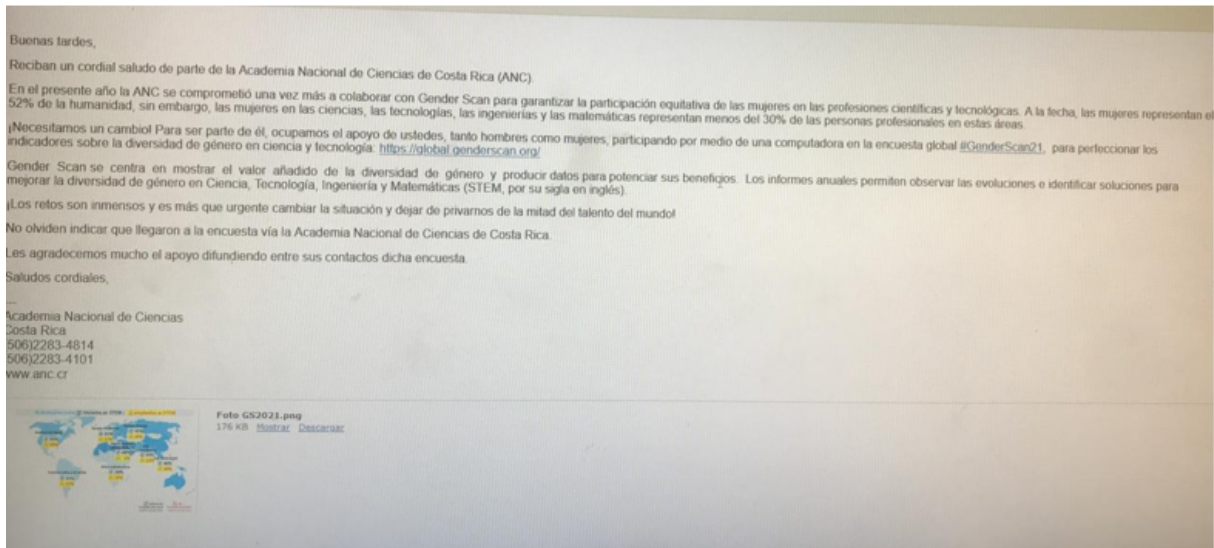 Buenas tardes,
Reciban un cordial saludo de parte de la Academia Nacional de Ciencias de Costa Rica (ANC).
En el presente año la ANC se comprometió una vez más a colaborar con Gender Scan para garantizar la participación equitativa de las mujeres en las profesiones científicas y tecnológicas. A la fecha, las mujeres representan el
52% de la humanidad, sin embargo, las mujeres en las ciencias, las tecnologías, las ingenierías y las matemáticas representan menos del 30% de las personas profesionales en estas áreas.
¡Necesitamos un cambio! Para ser parte de él, ocupamos el apoyo de ustedes, tanto hombres como mujeres, participando por medio de una computadora en la encuesta global #GenderScan21, para perfeccionar los
indicadores sobre la diversidad de género en ciencia y tecnología: https://global.genderscan.org/
Gender Scan se centra en mostrar el valor añadido de la diversidad de género y producir datos para potenciar sus beneficios. Los informes anuales permiten observar las evoluciones e identificar soluciones para
mejorar la diversidad de género en Ciencia, Tecnología, Ingeniería y Matemáticas (STEM, por su sigla en inglés).
¡Los retos son inmensos y es más que urgente cambiar la situación y dejar de privarnos de la mitad del talento del mundo!
No olviden indicar que llegaron a la encuesta vía la Academia Nacional de Ciencias de Costa Rica.
Les agradecemos mucho el apoyo difundiendo entre sus contactos dicha encuesta.
Saludos cordiales,
---
Academia Nacional de Ciencias
Costa Rica
506)2283-4814
506)2283-4101
www.anc.cr
Foto GS2021.png
176 KB Mostrar Descargar